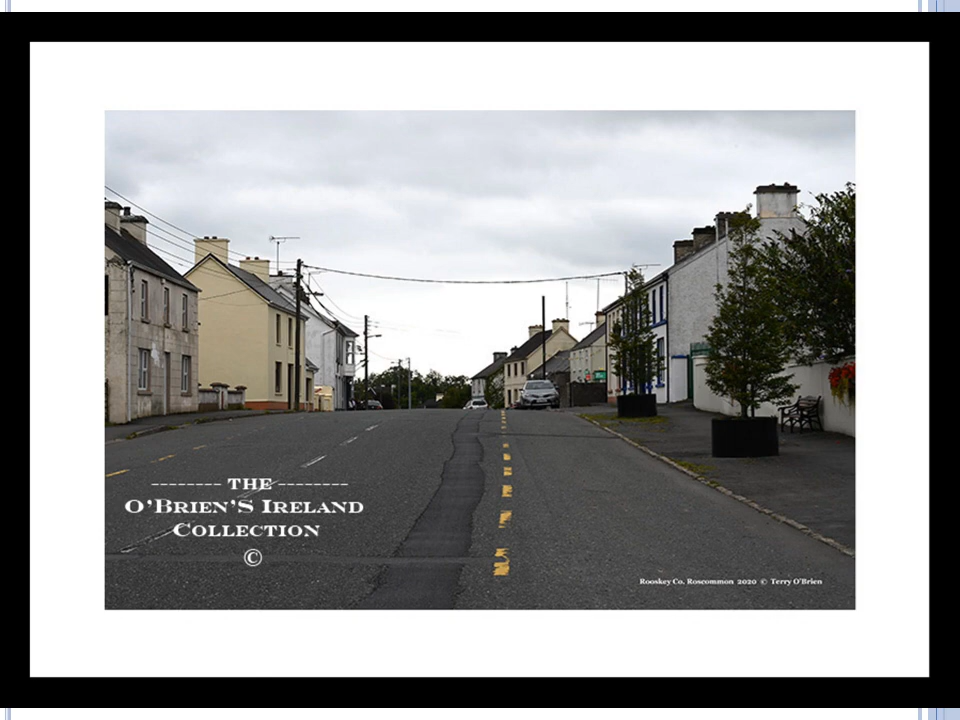 -------- THE --------
O'BRIEN'S IRELAND
COLLECTION
©
Rooskey Co. Roscommon 2020 © Terry O'Brien